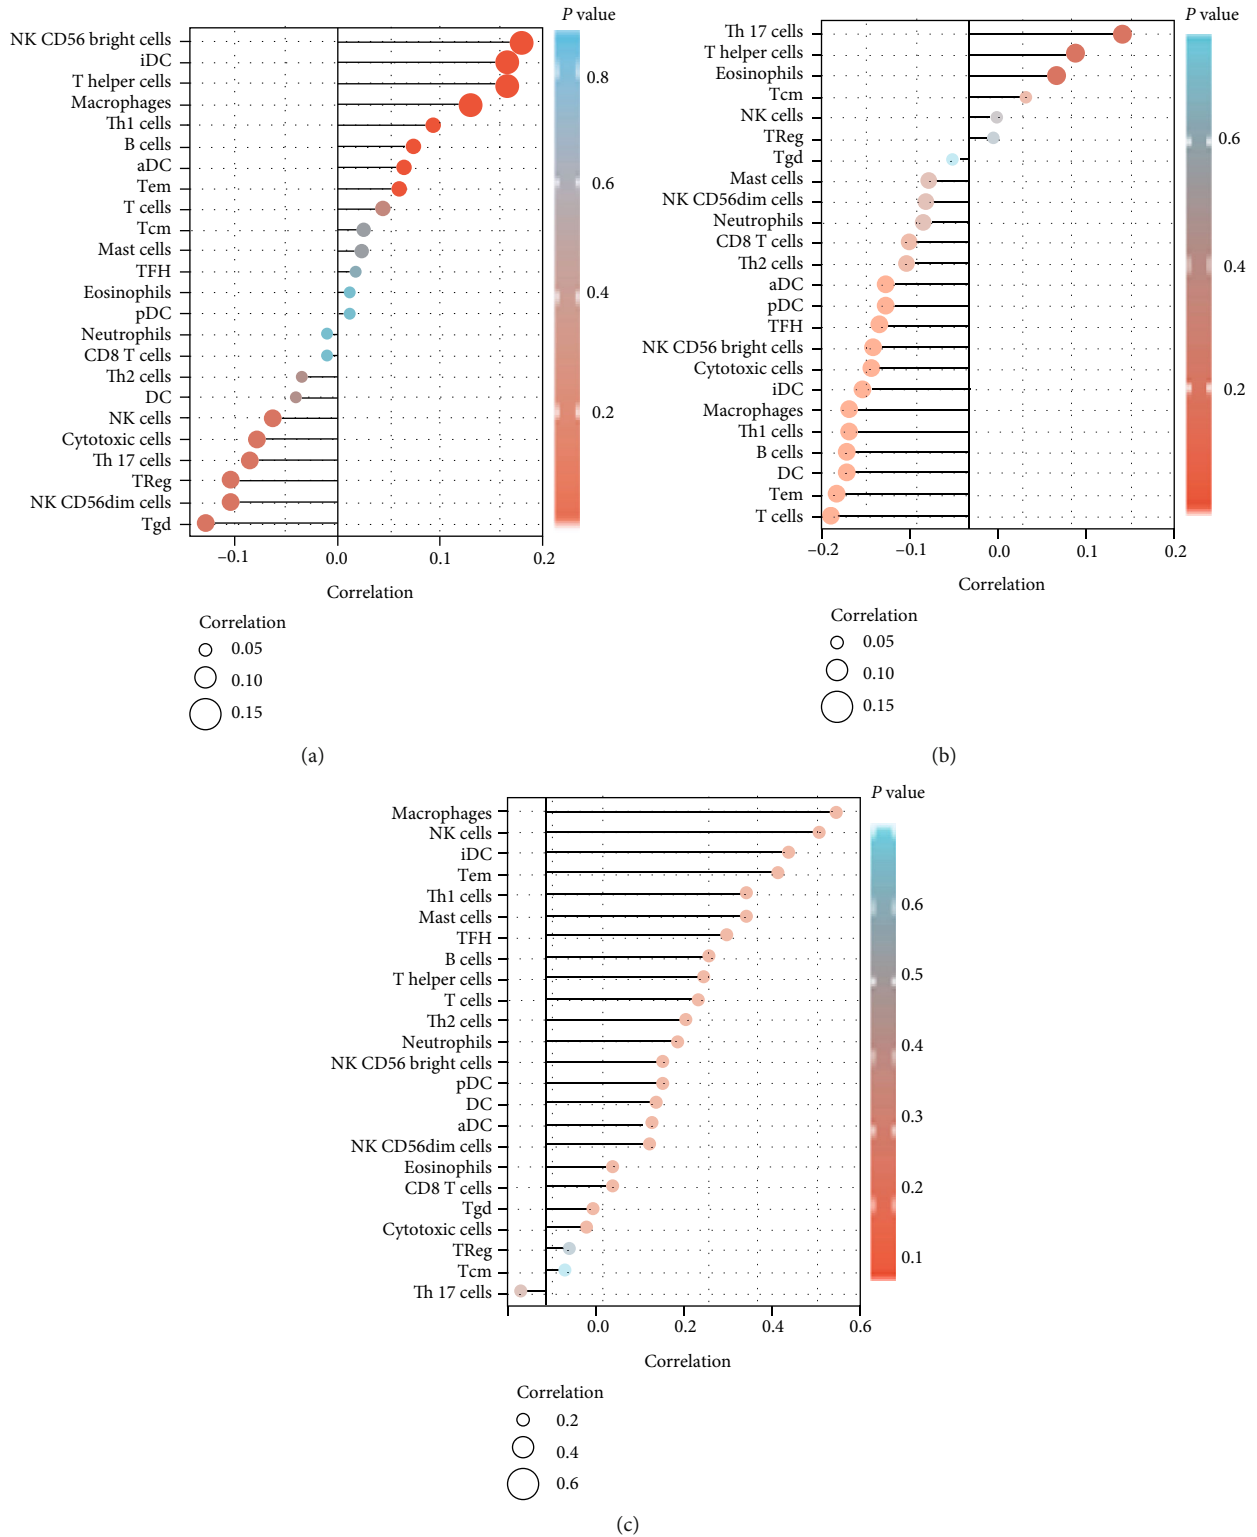 P value
NK CD56 bright cells
iDC
T helper cells
Macrophages
Th1 cells
B cells
aDC
Tem
T cells
Tcm
Mast cells
TFH
Eosinophils
pDC
Neutrophils
CD8 T cells
Th2 cells
DC
NK cells
Cytotoxic cells
Th 17 cells
TReg
NK CD56dim cells
Tgd
0.8
0.6
0.4
0.2
−0.1 0.0 0.1 0.2
Correlation
Correlation
0.05
0.10
0.15
(a)
P value
Th 17 cells
T helper cells
Eosinophils
Tcm
NK cells
TReg
Tgd
Mast cells
NK CD56dim cells
Neutrophils
CD8 T cells
Th2 cells
aDC
pDC
TFH
NK CD56 bright cells
Cytotoxic cells
iDC
Macrophages
Th1 cells
B cells
DC
Tem
T cells
0.6
0.4
0.2
−0.2 −0.1 0.0 0.1 0.2
Correlation
Correlation
0.05
0.10
0.15
(b)
P value
Macrophages
NK cells
iDC
Tem
Th1 cells
Mast cells
TFH
B cells
T helper cells
T cells
Th2 cells
Neutrophils
NK CD56 bright cells
pDC
DC
aDC
NK CD56dim cells
Eosinophils
CD8 T cells
Tgd
Cytotoxic cells
TReg
Tcm
Th 17 cells
0.6
0.5
0.4
0.3
0.2
0.1
0.0 0.2 0.4 0.6
Correlation
Correlation
0.2
0.4
0.6
(c)